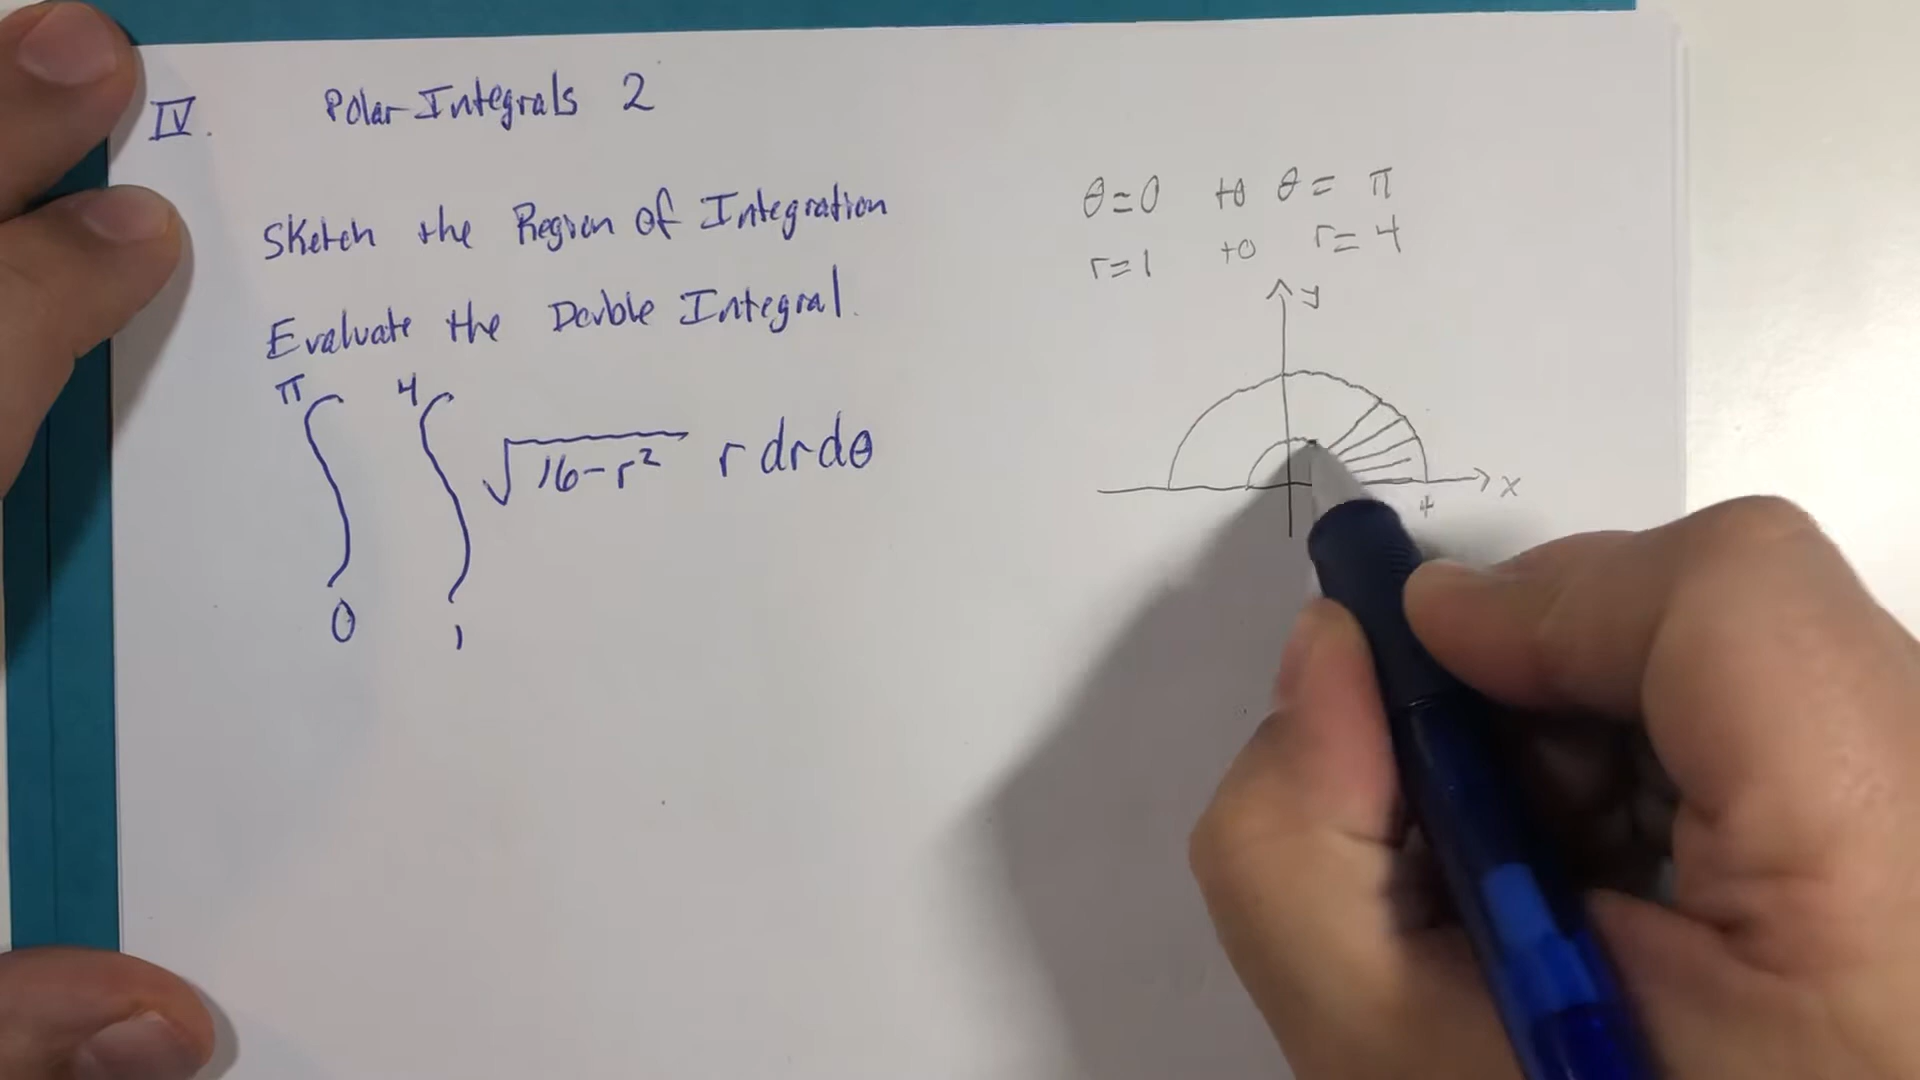 IV. Polar Integrals 2
Sketch the Region of Integration
Evaluate the Double Integral.
∫₀^π ∫₁^4 √(16-r²) r dr dθ
θ=0 to θ= π
r=1 to r= 4
y
x
4